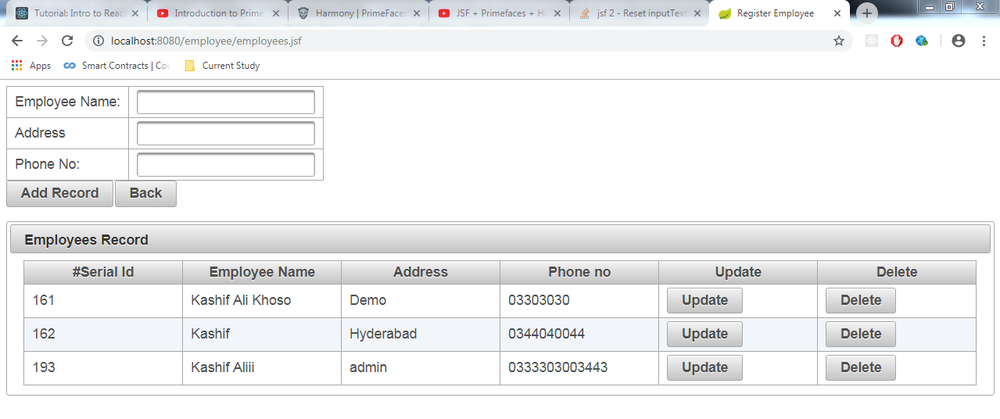 Tutorial: Intro to Reac Introduction to Prime Harmony | PrimeFace JSF + Primefaces + Hi jsf 2 - Reset inputText Register Employee
localhost:8080/employee/employees.jsf
Apps Smart Contracts | Cou Current Study
Employee Name:
Address
Phone No:
Add Record Back
Employees Record
#Serial Id Employee Name Address Phone no Update Delete
161 Kashif Ali Khoso Demo 03303030 Update Delete
162 Kashif Hyderabad 0344040044 Update Delete
193 Kashif Aliii admin 0333303003443 Update Delete